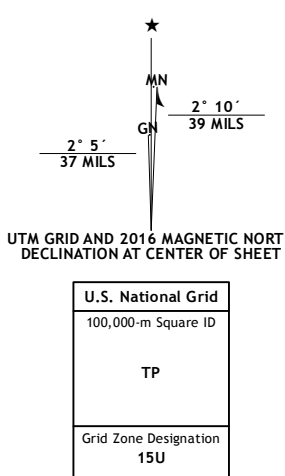 ★
MN
GN
2° 10´
39 MILS
2° 5´
37 MILS
UTM GRID AND 2016 MAGNETIC NORT
DECLINATION AT CENTER OF SHEET
U.S. National Grid
100,000-m Square ID
TP
Grid Zone Designation
15U